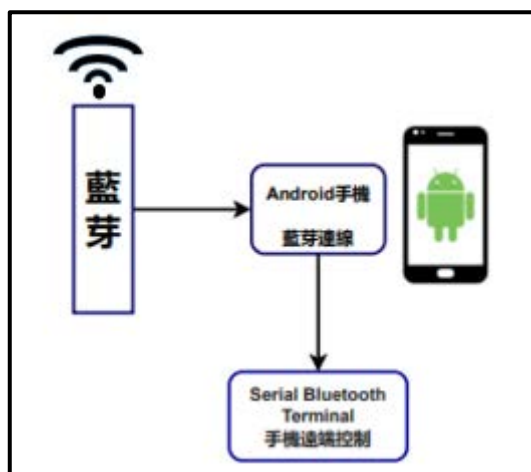 藍芽
Android手機
藍芽連線
Serial Bluetooth
Terminal
手機遠端控制